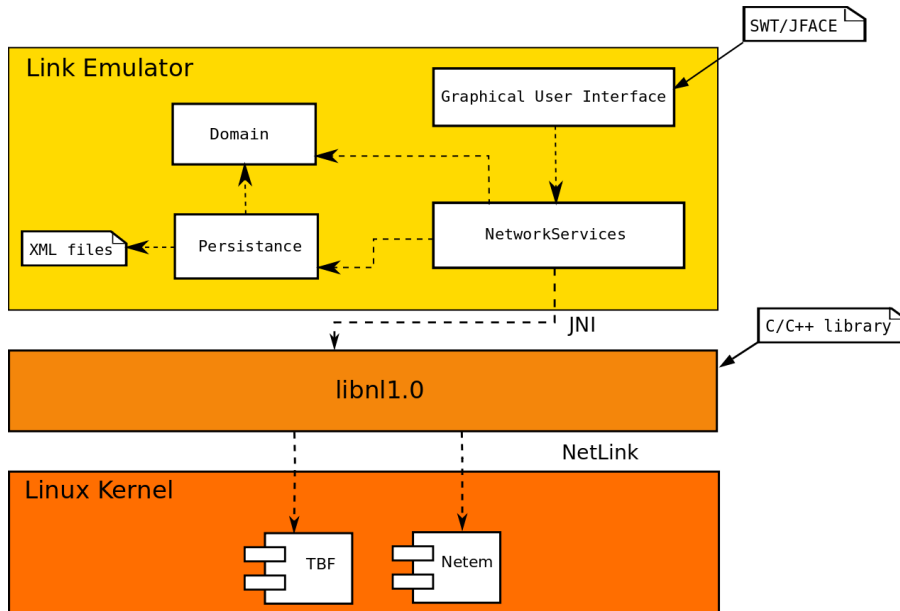 SWT/JFACE
Link Emulator
Graphical User Interface
Domain
NetworkServices
Persistance
XML files
JNI
C/C++ library
libnl1.0
NetLink
Linux Kernel
TBF
Netem